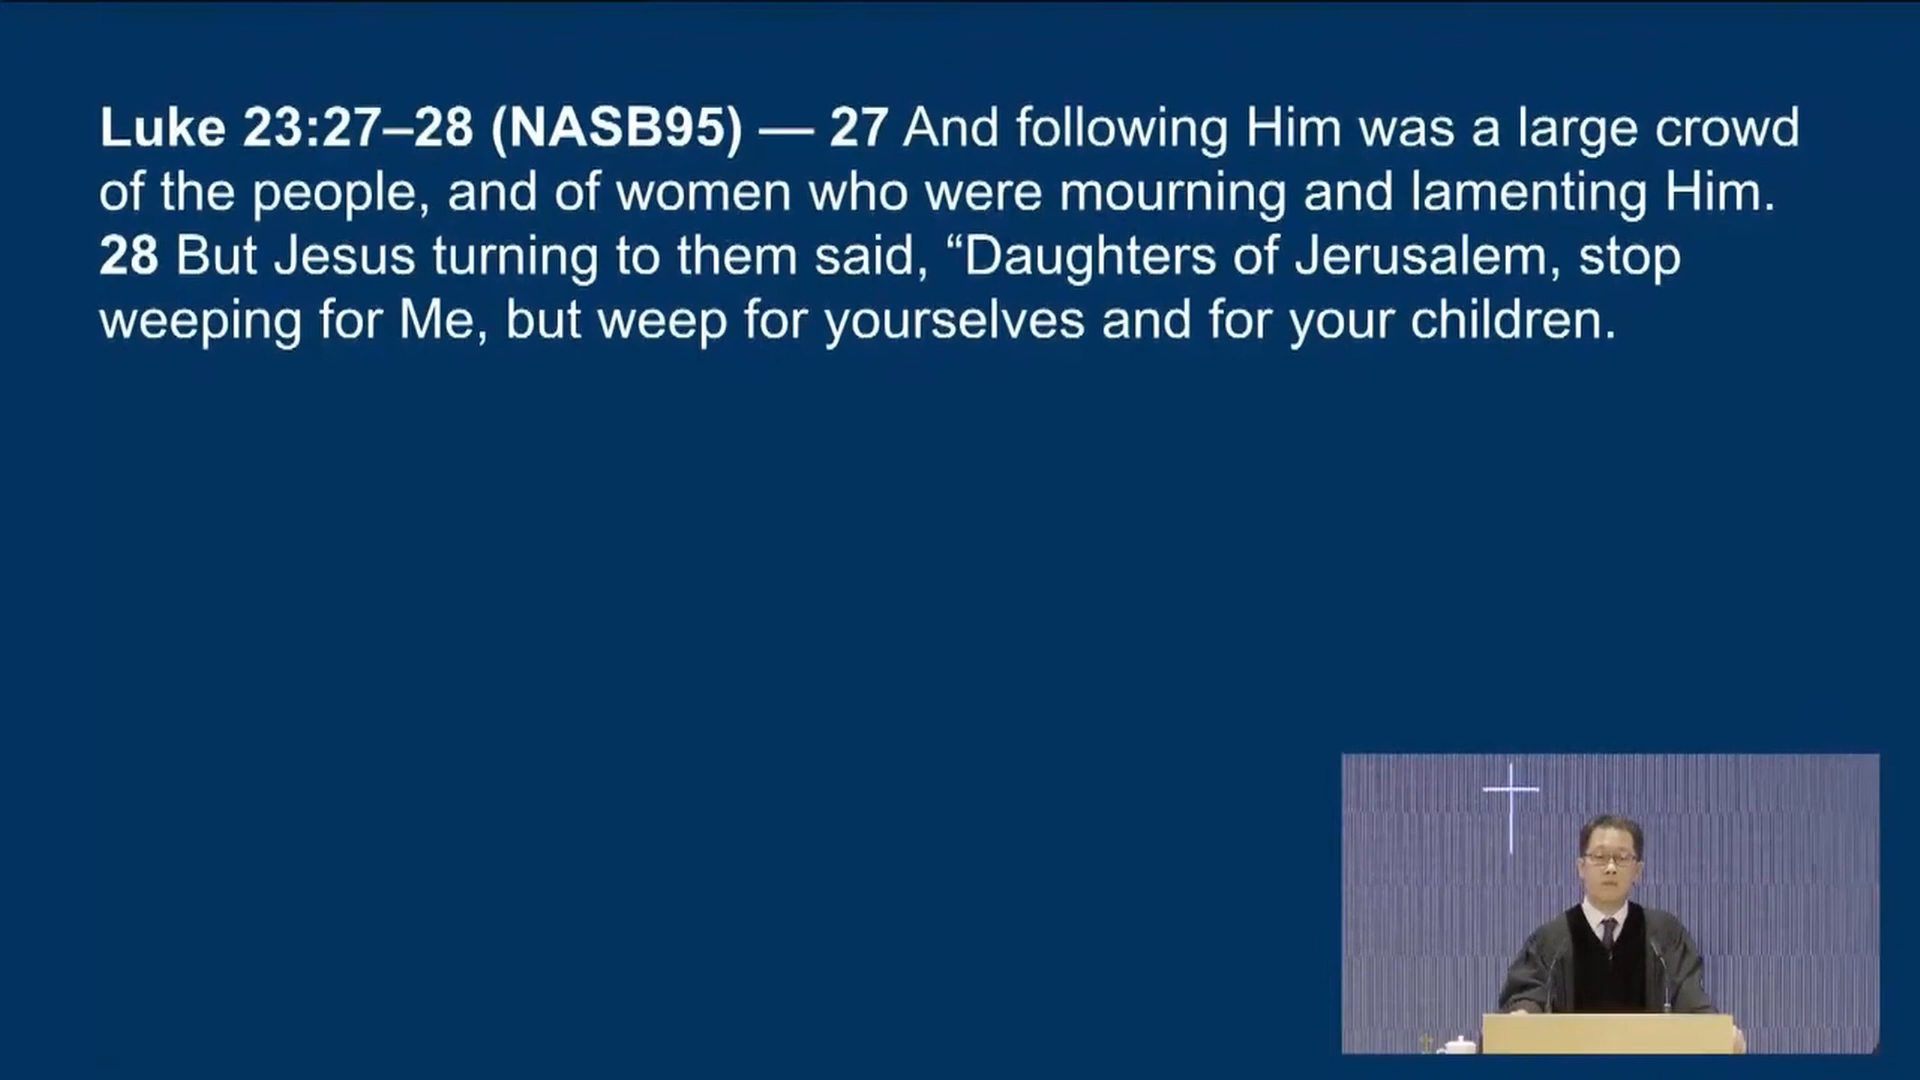 Luke 23:27–28 (NASB95) — 27 And following Him was a large crowd
of the people, and of women who were mourning and lamenting Him.
28 But Jesus turning to them said, “Daughters of Jerusalem, stop
weeping for Me, but weep for yourselves and for your children.